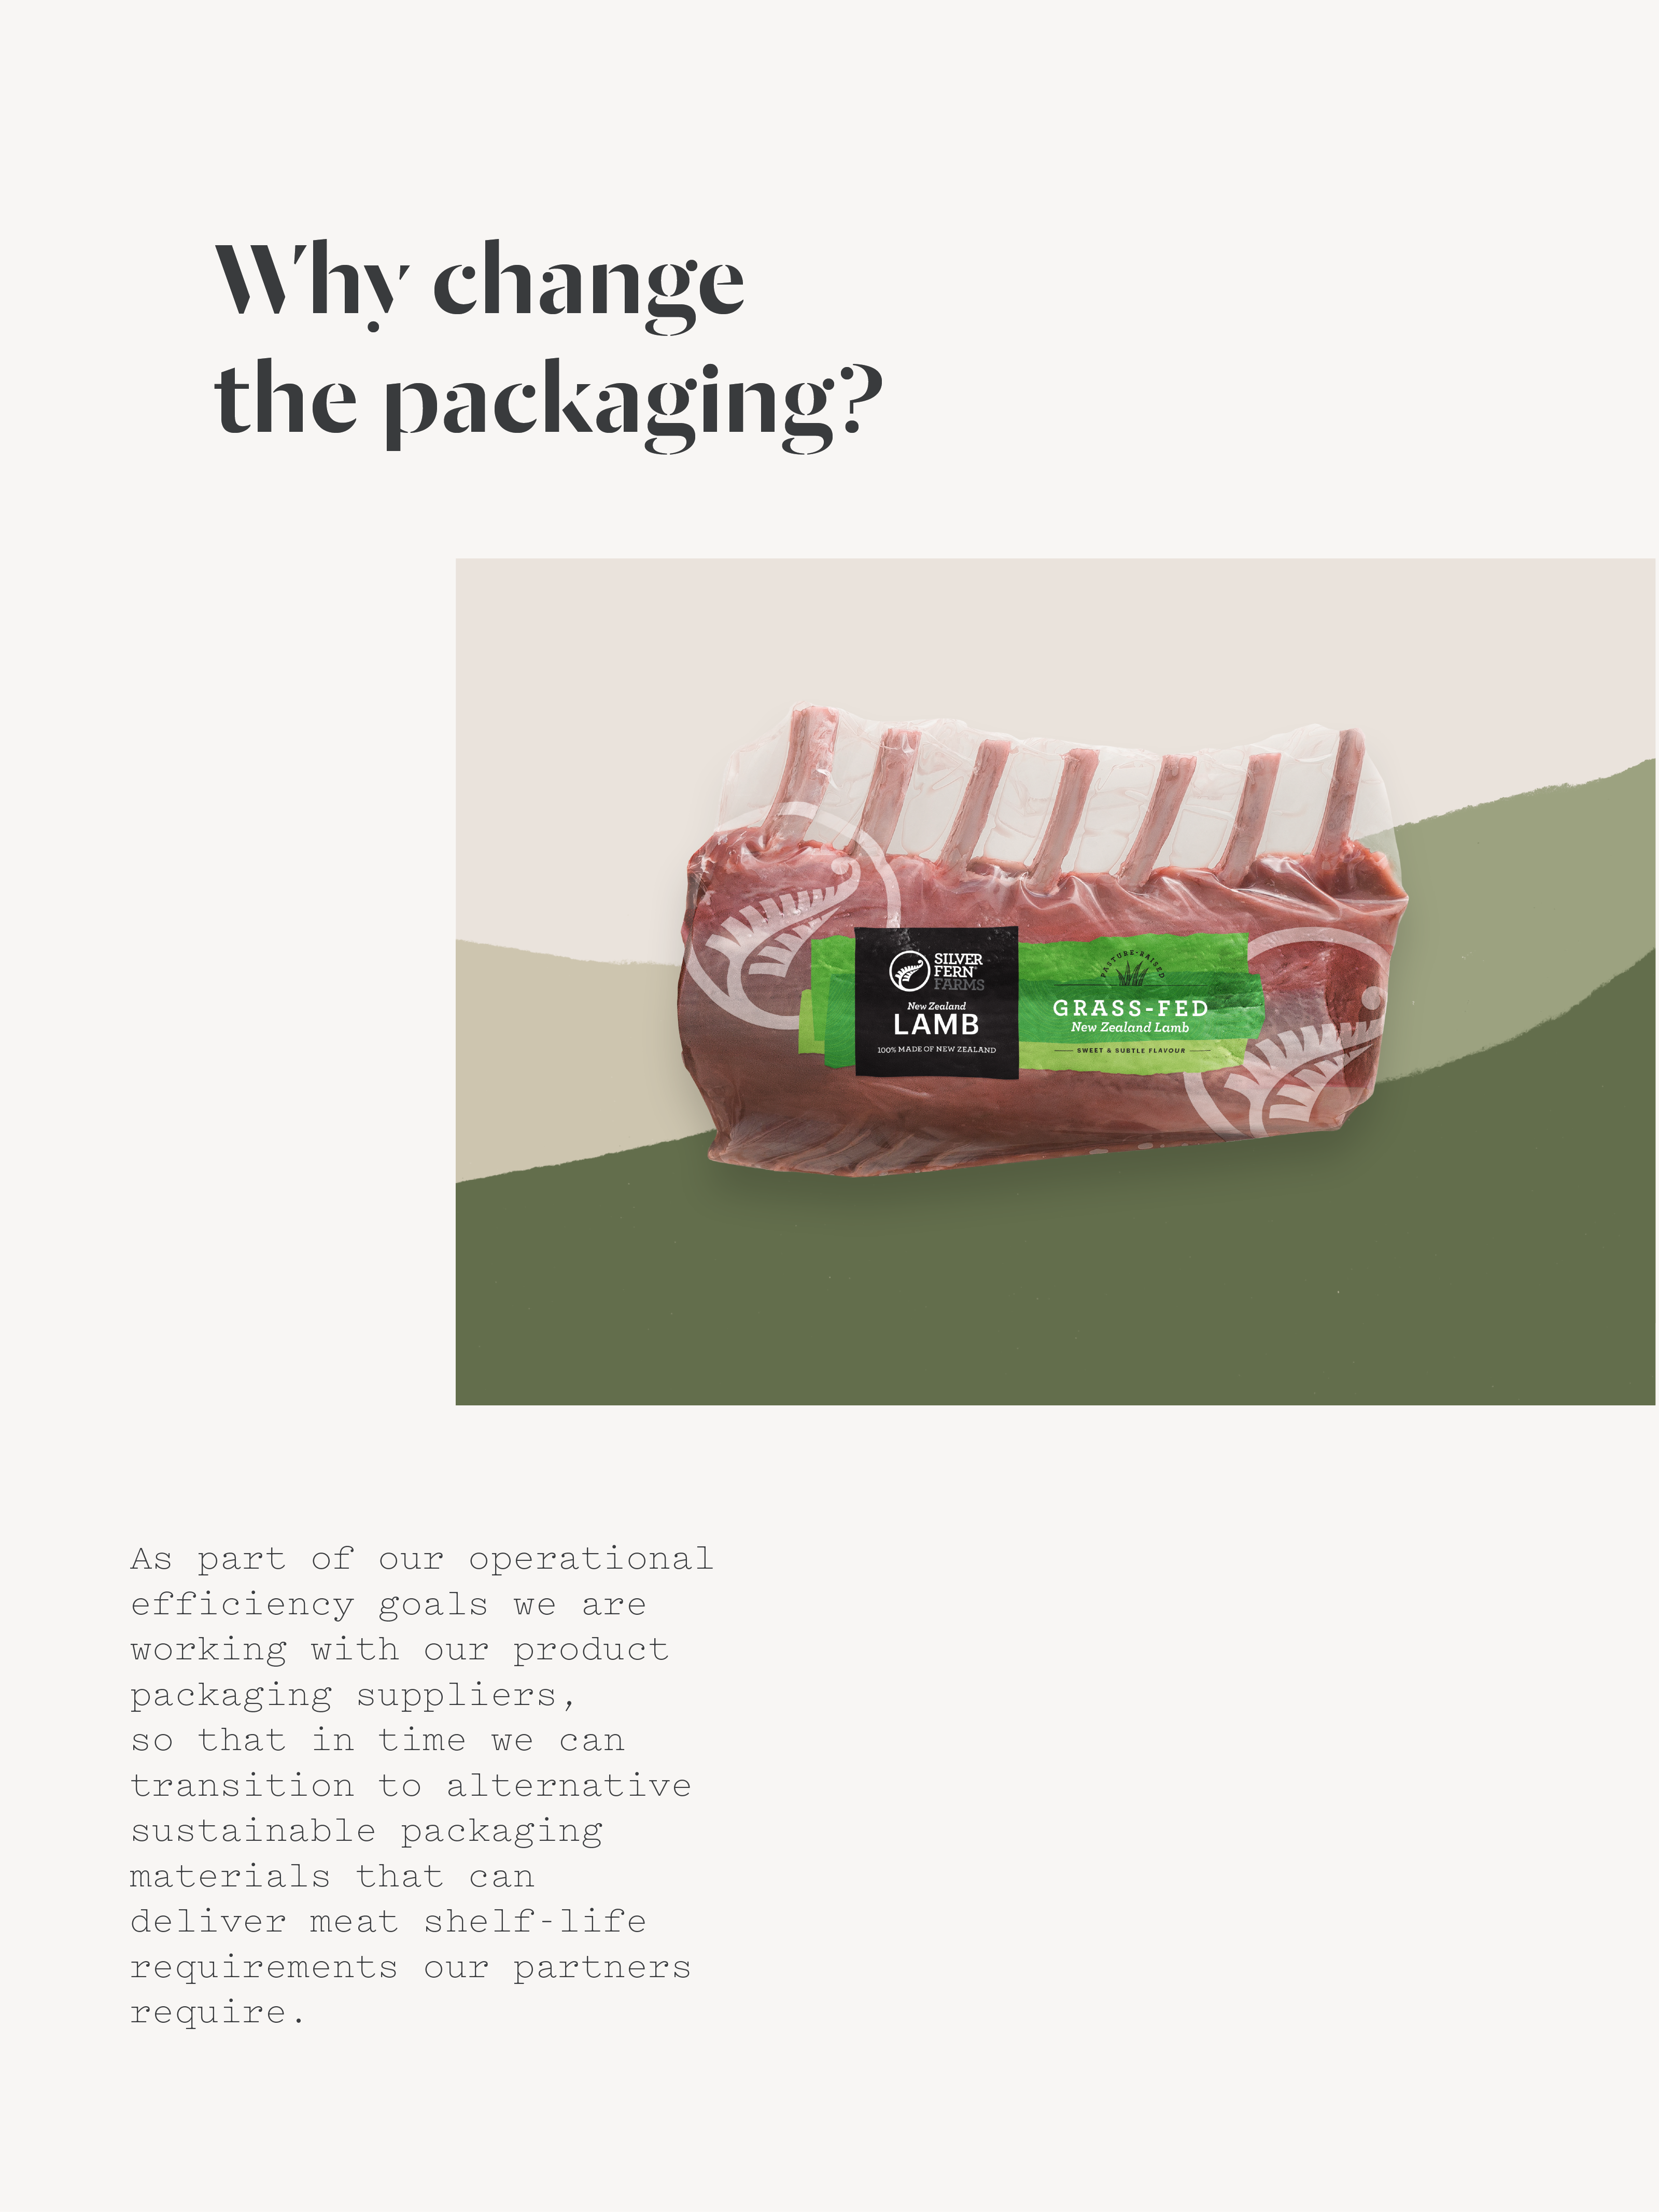 Why change
the packaging?
SILVER
FERN
FARMS
New Zealand
LAMB
100% MADE OF NEW ZEALAND
PASTURE-RAISED
GRASS-FED
New Zealand Lamb
SWEET & SUBTLE FLAVOUR
As part of our operational
efficiency goals we are
working with our product
packaging suppliers,
so that in time we can
transition to alternative
sustainable packaging
materials that can
deliver meat shelf-life
requirements our partners
require.